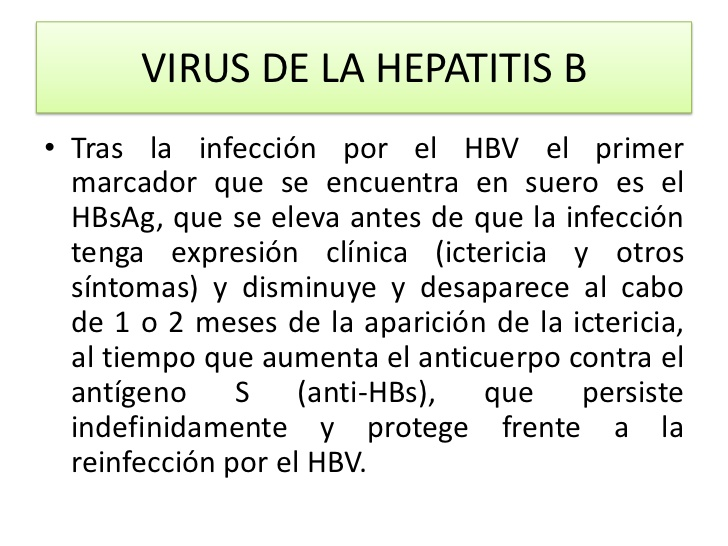 VIRUS DE LA HEPATITIS B
• Tras la infección por el HBV el primer
marcador que se encuentra en suero es el
HBsAg, que se eleva antes de que la infección
tenga expresión clínica (ictericia y otros
síntomas) y disminuye y desaparece al cabo
de 1 o 2 meses de la aparición de la ictericia,
al tiempo que aumenta el anticuerpo contra el
antígeno S (anti-HBs), que persiste
indefinidamente y protege frente a la
reinfección por el HBV.